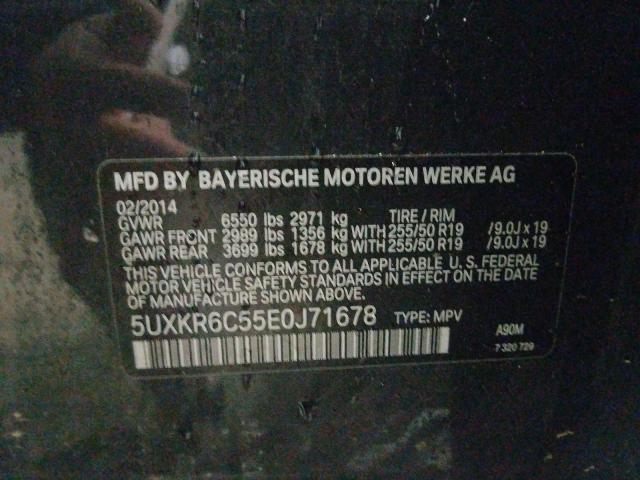 MFD BY BAYERISCHE MOTOREN WERKE AG
02/2014
GVWR 6550 lbs 2971 kg TIRE / RIM
GAWR FRONT 2989 lbs 1356 kg WITH 255/50 R19 /9.0J x 19
GAWR REAR 3699 lbs 1678 kg WITH 255/50 R19 /9.0J x 19
THIS VEHICLE CONFORMS TO ALL APPLICABLE U. S. FEDERAL
MOTOR VEHICLE SAFETY STANDARDS IN EFFECT ON THE DATE
OF MANUFACTURE SHOWN ABOVE.
5UXKR6C55E0J71678 TYPE: MPV
A90M
7 320 729